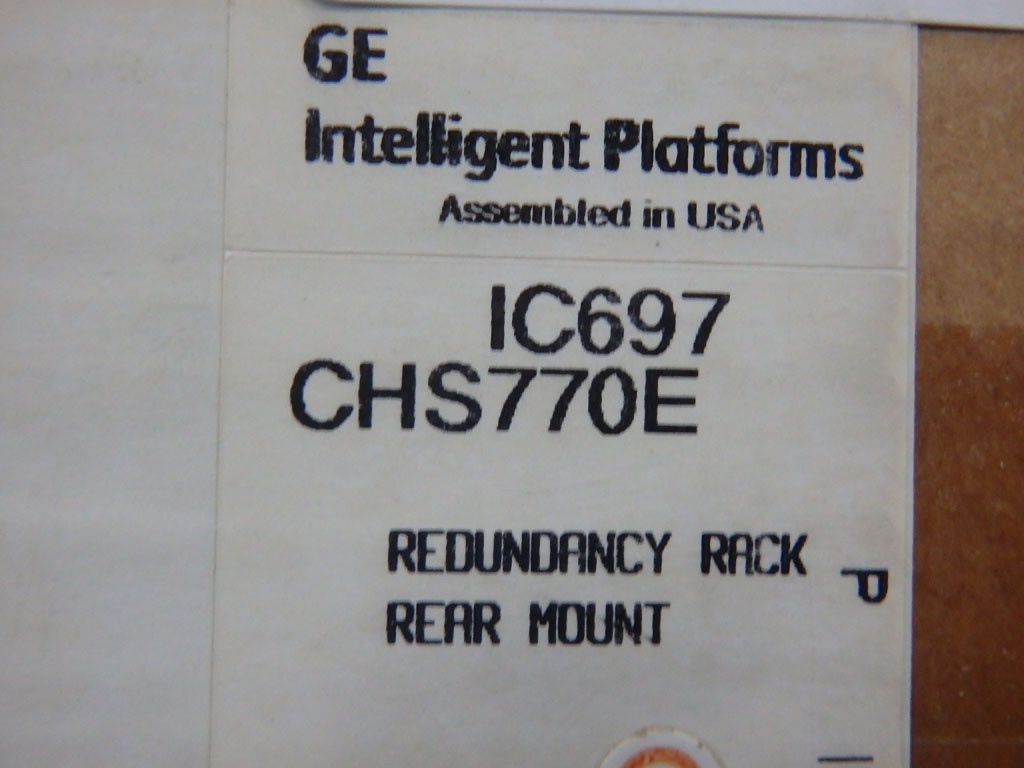 GE
Intelligent Platforms
Assembled in USA
IC697
CHS770E
REDUNDANCY RACK
REAR MOUNT
P